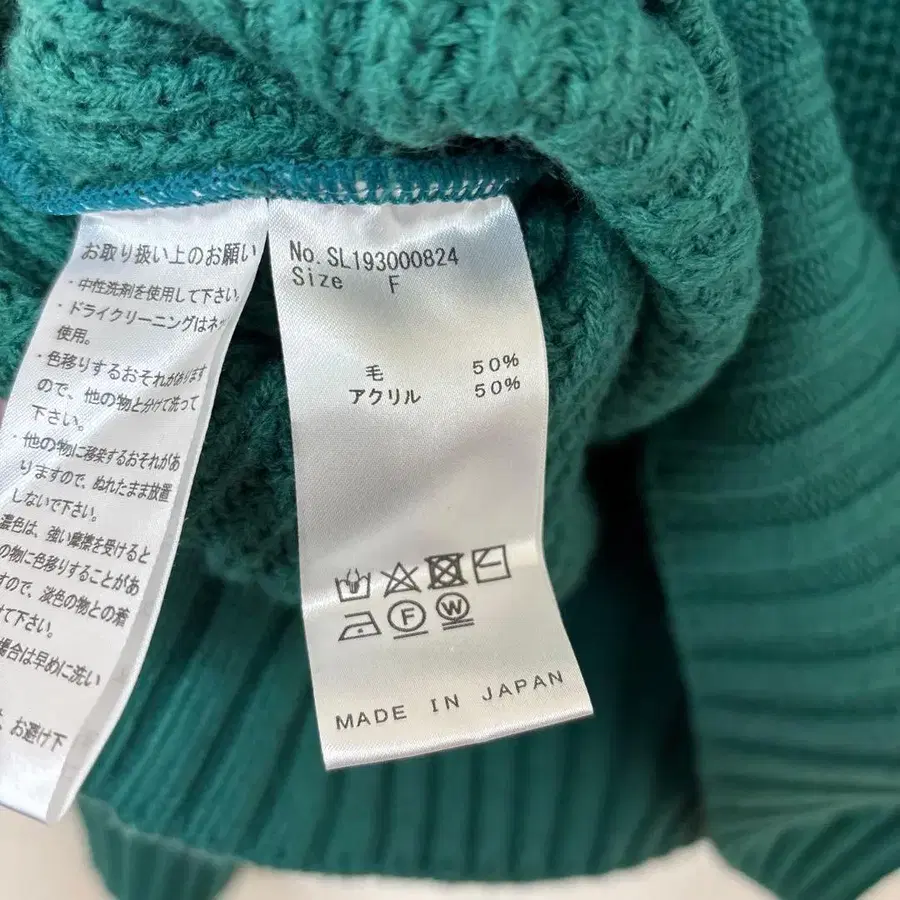 お取り扱い上のお願い
・中性洗剤を使用して下さい。
・ドライクリーニングはネッ
使用。
・色移りするおそれがあります
ので、他の物と分けて洗って
下さい。
・他の物に移染するおそれがあ
りますので、ぬれたまま放置
しないで下さい。
濃色は、強い摩擦を受けると
の物に色移りすることがあ
すので、淡色の物との着
けて下さい。
場合は早めに洗い
、お避け下
No. SL193000824
Size F
毛 50%
アクリル 50%
F W
MADE IN JAPAN